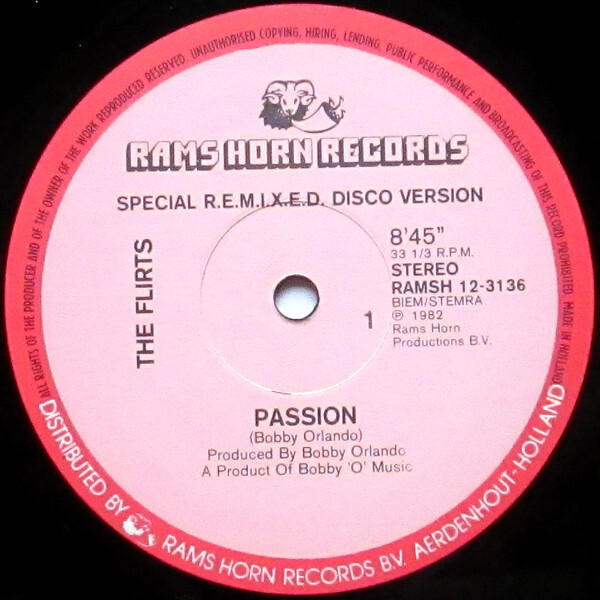 ALL RIGHTS OF THE PRODUCER AND OF THE OWNER OF THE WORK REPRODUCED RESERVED. UNAUTHORISED COPYING, HIRING, LENDING, PUBLIC PERFORMANCE AND BROADCASTING OF THIS RECORD PROHIBITED. MADE IN HOLLAND
RAMS HORN RECORDS
SPECIAL R.E.M.I.X.E.D. DISCO VERSION
THE FLIRTS
8'45"
33 1/3 R.P.M.
STEREO
RAMSH 12-3136
BIEM/STEMRA
℗ 1982
Rams Horn
Productions B.V.
1
PASSION
(Bobby Orlando)
Produced By Bobby Orlando
A Product Of Bobby 'O' Music
DISTRIBUTED BY RAMS HORN RECORDS B.V. AERDENHOUT-HOLLAND